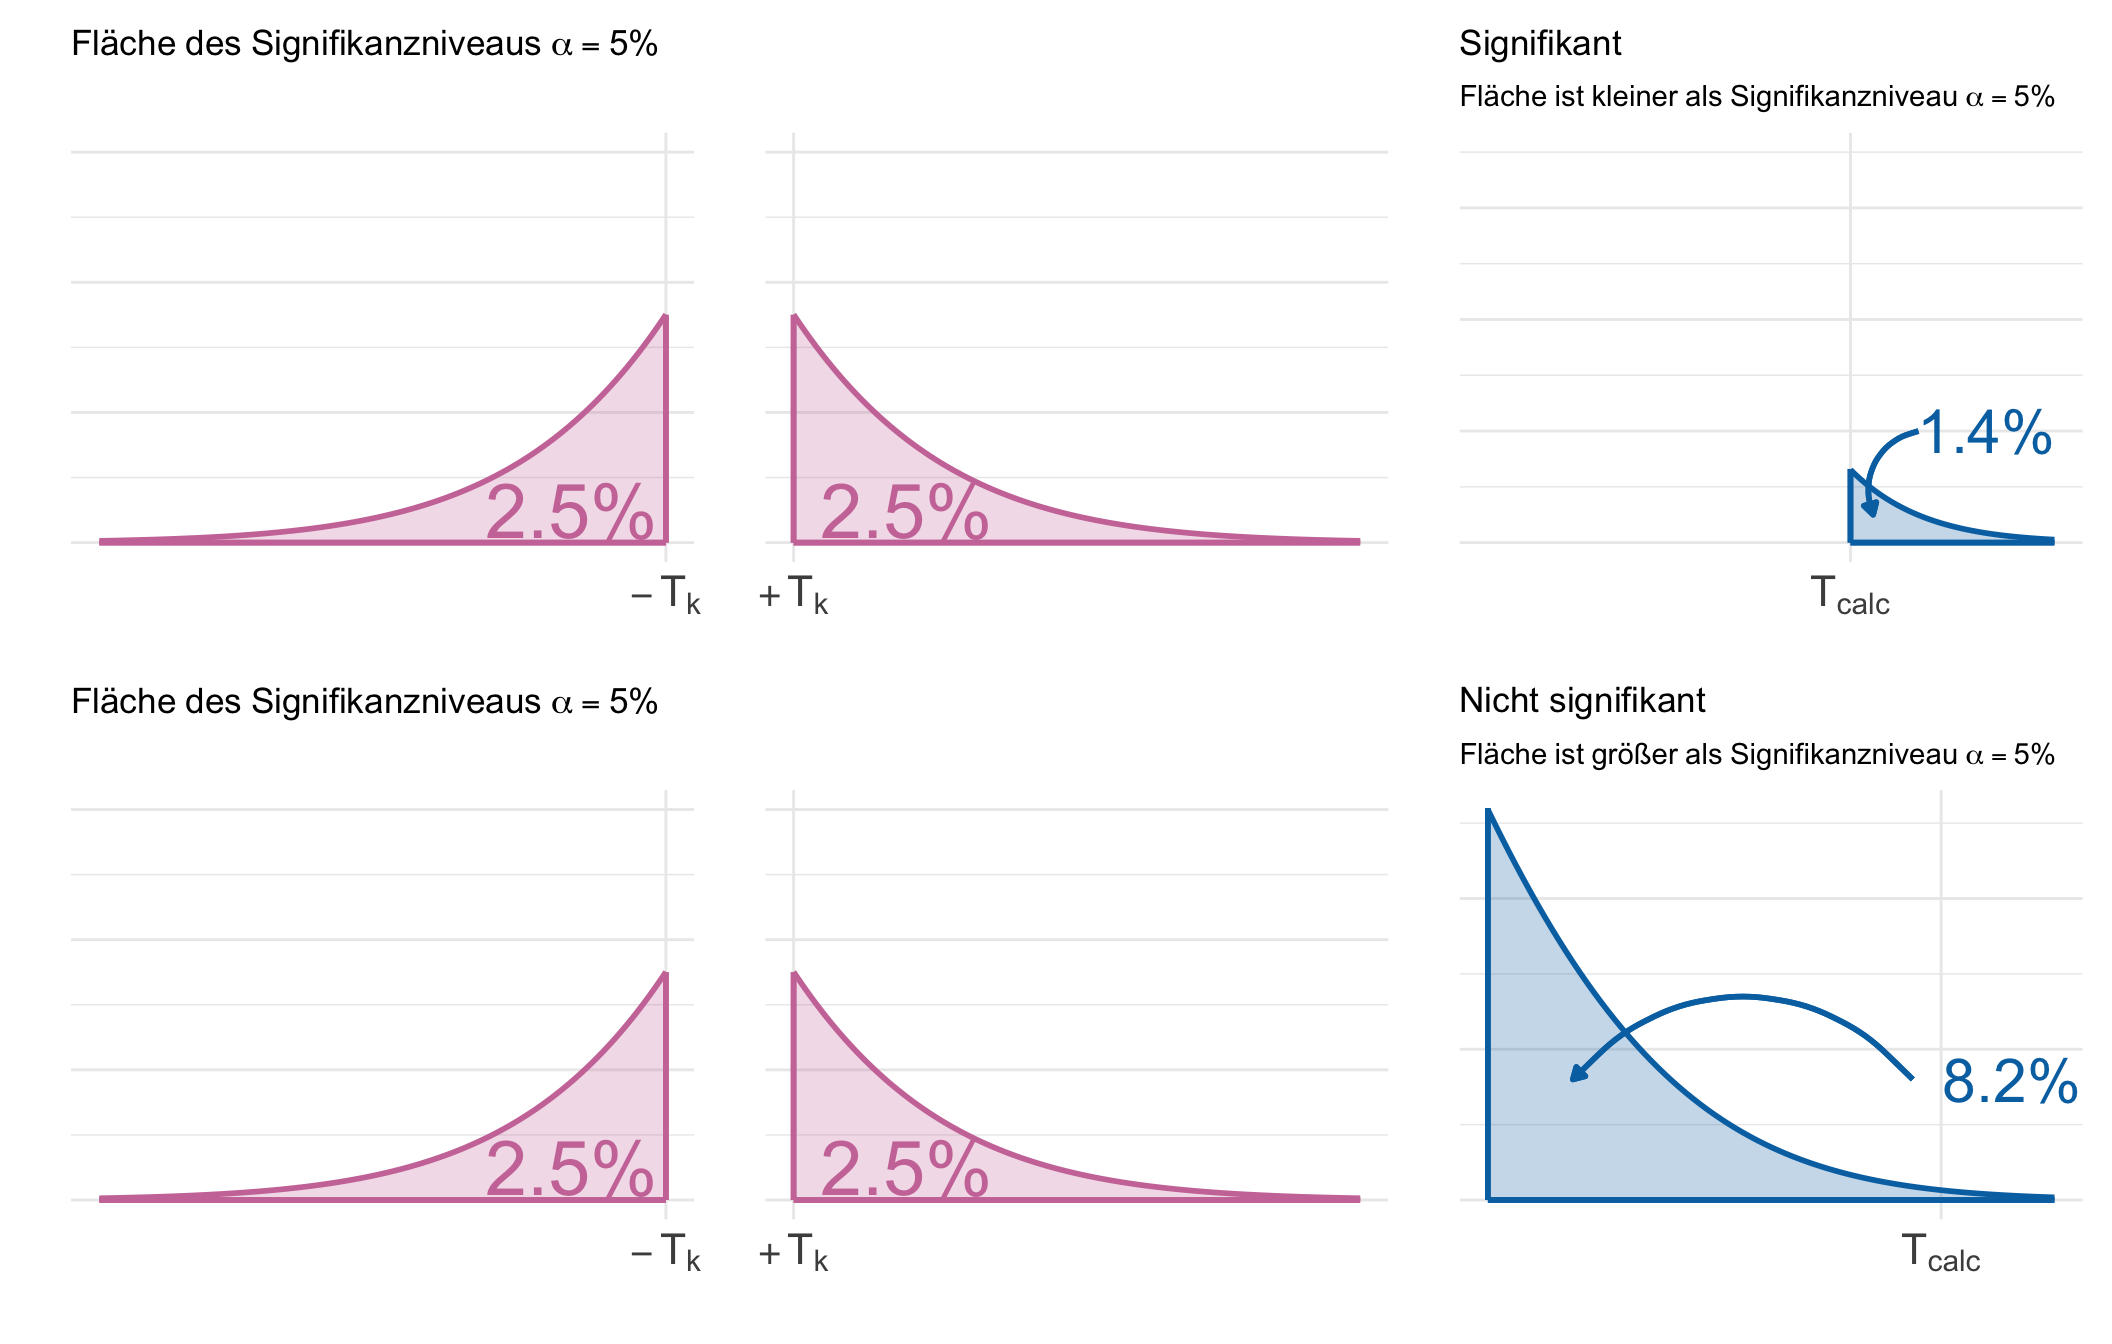 Fläche des Signifikanzniveaus α = 5%
2.5%
2.5%
− Tk
+ Tk
Signifikant
Fläche ist kleiner als Signifikanzniveau α = 5%
1.4%
Tcalc
Fläche des Signifikanzniveaus α = 5%
2.5%
2.5%
− Tk
+ Tk
Nicht signifikant
Fläche ist größer als Signifikanzniveau α = 5%
8.2%
Tcalc